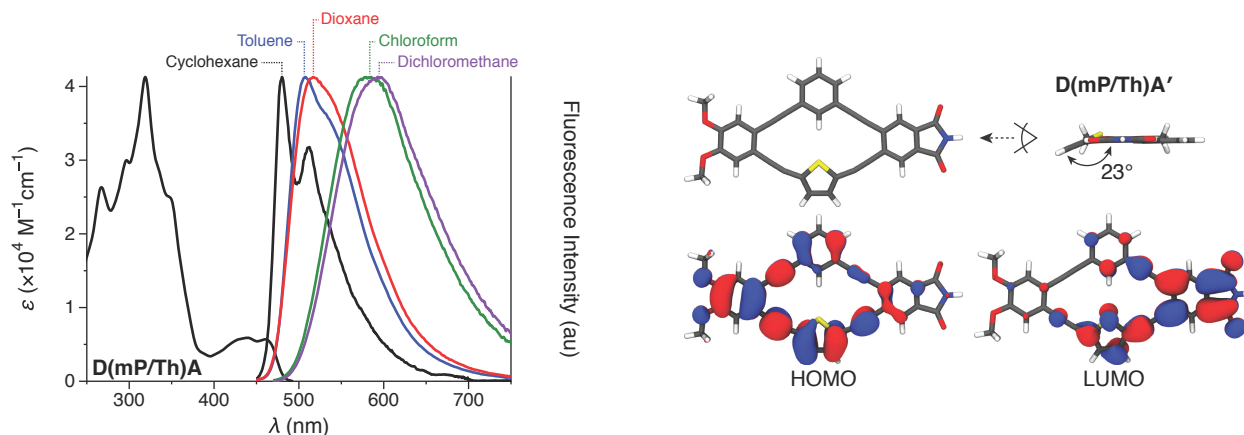 Dioxane
Toluene
Chloroform
Cyclohexane
Dichloromethane
4
3
2
1
0
ε (×10⁴ M⁻¹cm⁻¹)
D(mP/Th)A
300
400
500
600
700
λ (nm)
Fluorescence Intensity (au)
D(mP/Th)A′
23°
HOMO
LUMO